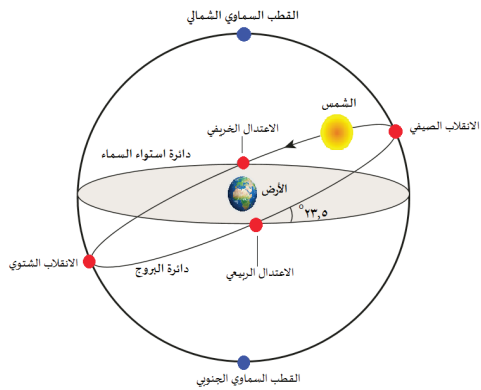 القطب السماوي الشمالي
الشمس
الانقلاب الصيفي
الاعتدال الخريفي
دائرة استواء السماء
الأرض
٢٣,٥°
الانقلاب الشتوي
دائرة البروج
الاعتدال الربيعي
القطب السماوي الجنوبي